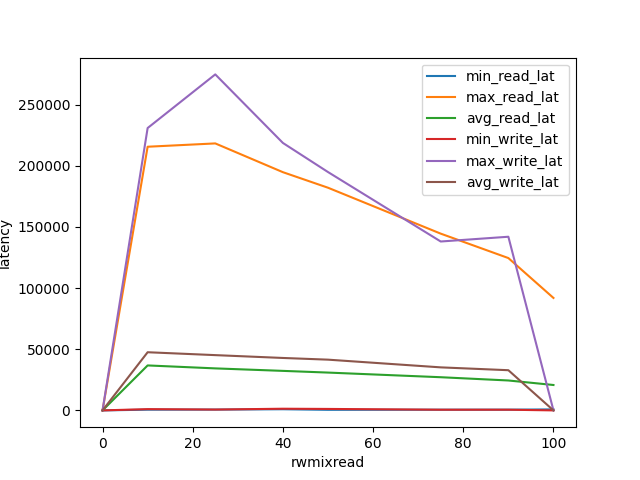 min_read_lat
max_read_lat
avg_read_lat
min_write_lat
max_write_lat
avg_write_lat
250000
200000
150000
100000
50000
0
latency
0 20 40 60 80 100
rwmixread